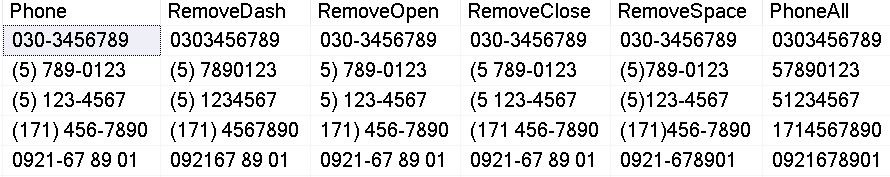 Phone RemoveDash RemoveOpen RemoveClose RemoveSpace PhoneAll
030-3456789 0303456789 030-3456789 030-3456789 030-3456789 0303456789
(5) 789-0123 (5) 7890123 5) 789-0123 (5 789-0123 (5)789-0123 57890123
(5) 123-4567 (5) 1234567 5) 123-4567 (5 123-4567 (5)123-4567 51234567
(171) 456-7890 (171) 4567890 171) 456-7890 (171 456-7890 (171)456-7890 1714567890
0921-67 89 01 092167 89 01 0921-67 89 01 0921-67 89 01 0921-678901 0921678901